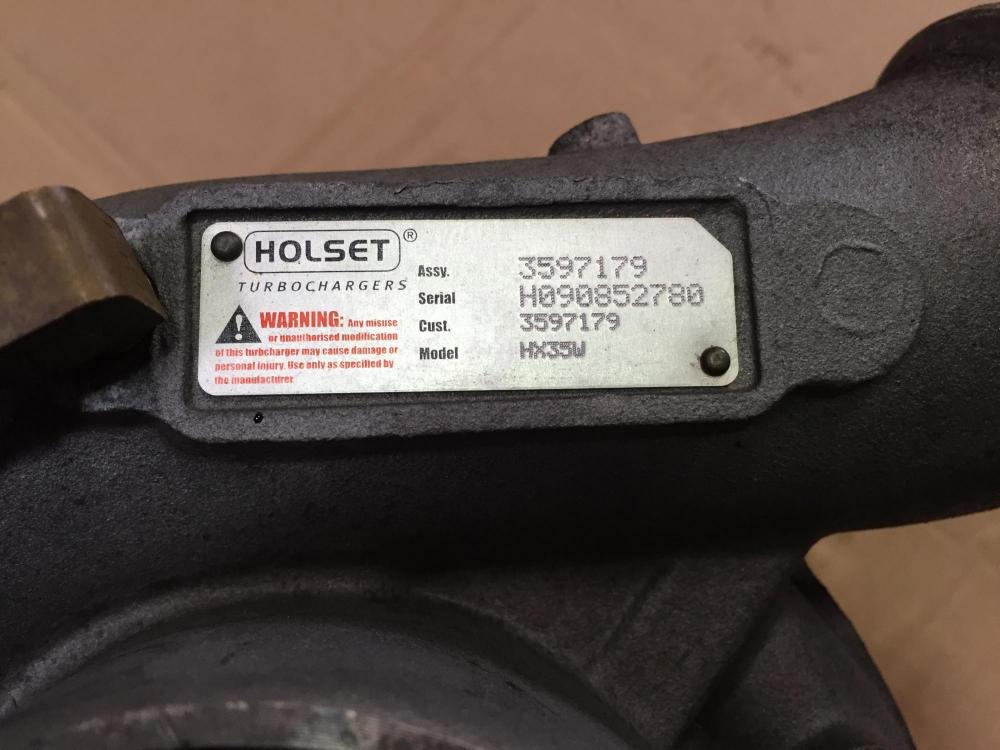 HOLSET®
TURBOCHARGERS
WARNING: Any misuse
or unauthorised modification
of this turbcharger may cause damage or
personal injury. Use only as specified by
the manufacturer
Assy. 3597179
Serial H090852780
Cust. 3597179
Model HX35W